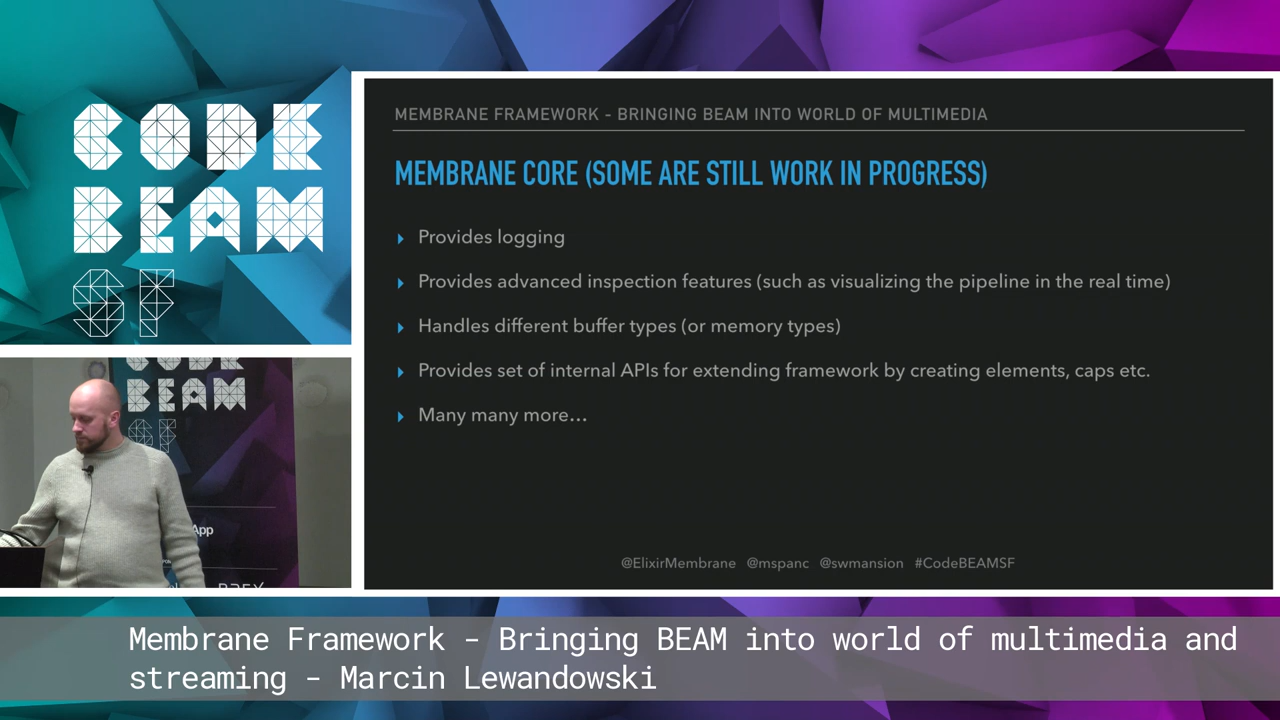 CODE
BEAM
SF
MEMBRANE FRAMEWORK - BRINGING BEAM INTO WORLD OF MULTIMEDIA
MEMBRANE CORE (SOME ARE STILL WORK IN PROGRESS)
Provides logging
Provides advanced inspection features (such as visualizing the pipeline in the real time)
Handles different buffer types (or memory types)
Provides set of internal APIs for extending framework by creating elements, caps etc.
Many many more...
@ElixirMembrane @mspanc @swmansion #CodeBEAMSF
CODE
BEAM
SF
App
Membrane Framework - Bringing BEAM into world of multimedia and
streaming - Marcin Lewandowski